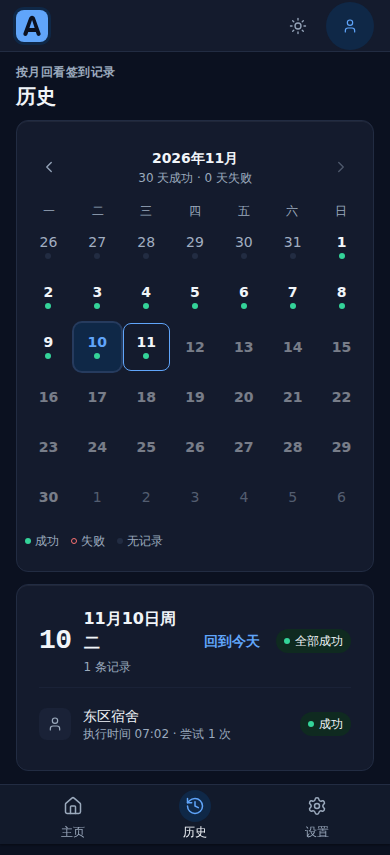 A
按月回看签到记录
历史
2026年11月
30 天成功 · 0 天失败
一 二 三 四 五 六 日
26 27 28 29 30 31 1
2 3 4 5 6 7 8
9 10 11 12 13 14 15
16 17 18 19 20 21 22
23 24 25 26 27 28 29
30 1 2 3 4 5 6
成功 失败 无记录
10 11月10日周
二
回到今天 全部成功
1 条记录
东区宿舍
执行时间 07:02 · 尝试 1 次
成功
主页 历史 设置